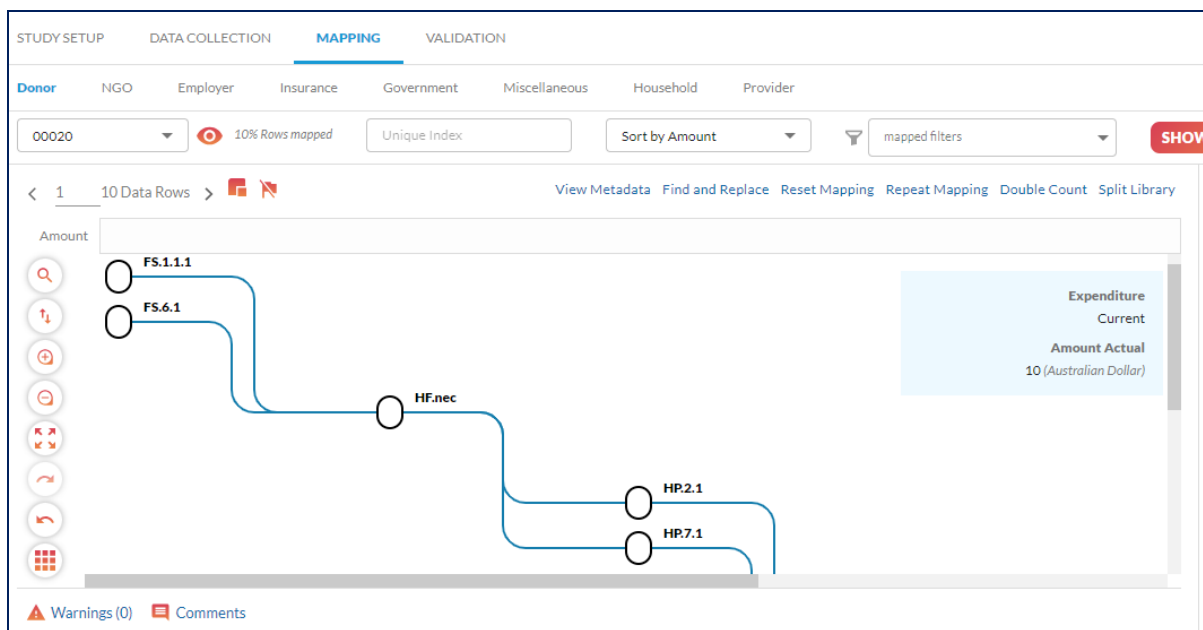 STUDY SETUP DATA COLLECTION MAPPING VALIDATION
Donor NGO Employer Insurance Government Miscellaneous Household Provider
00020 10% Rows mapped Unique Index Sort by Amount mapped filters SHOW
1 10 Data Rows View Metadata Find and Replace Reset Mapping Repeat Mapping Double Count Split Library
Amount
FS.1.1.1
Expenditure
FS.6.1
Current
Amount Actual
10 (Australian Dollar)
HF.nec
HP.2.1
HP.7.1
Warnings (0) Comments